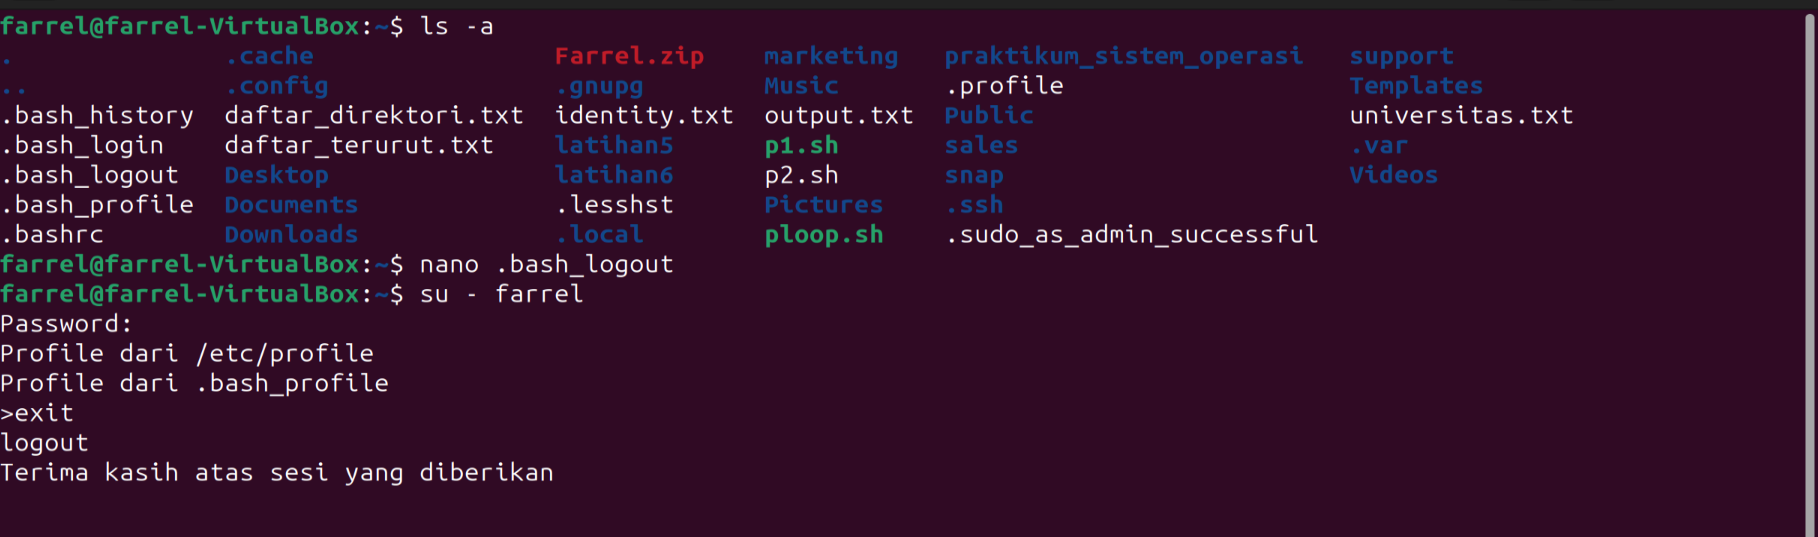 farrel@farrel-VirtualBox:~$ ls -a
. .cache Farrel.zip marketing praktikum_sistem_operasi support
.. .config .gnupg Music .profile Templates
.bash_history daftar_direktori.txt identity.txt output.txt Public universitas.txt
.bash_login daftar_terurut.txt latihan5 p1.sh sales .var
.bash_logout Desktop latihan6 p2.sh snap Videos
.bash_profile Documents .lesshst Pictures .ssh
.bashrc Downloads .local ploop.sh .sudo_as_admin_successful
farrel@farrel-VirtualBox:~$ nano .bash_logout
farrel@farrel-VirtualBox:~$ su - farrel
Password:
Profile dari /etc/profile
Profile dari .bash_profile
>exit
logout
Terima kasih atas sesi yang diberikan